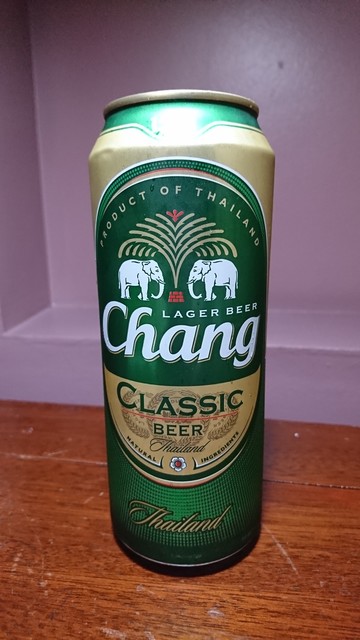 PRODUCT OF THAILAND
LAGER BEER
Chang
CLASSIC
BEER
Thailand
NATURAL INGREDIENTS
Thailand